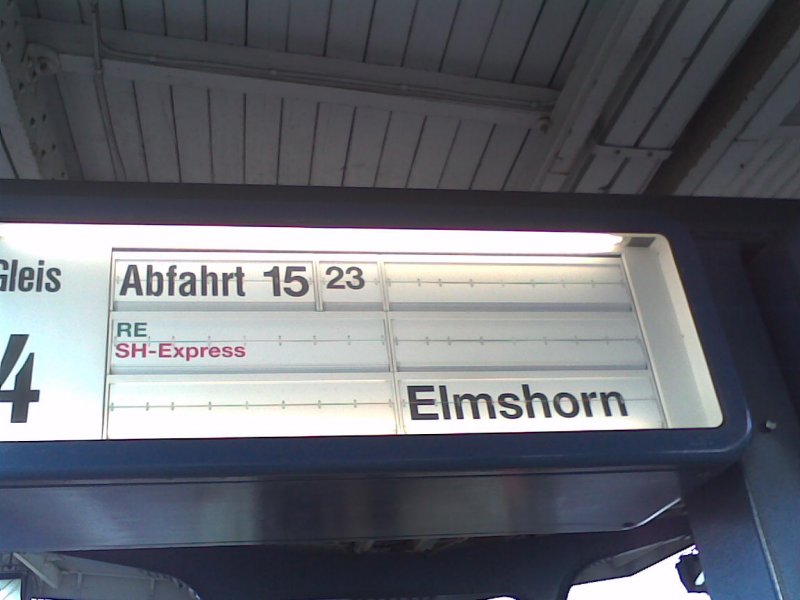 Gleis
Abfahrt 15 23
4
RE
SH-Express
Elmshorn